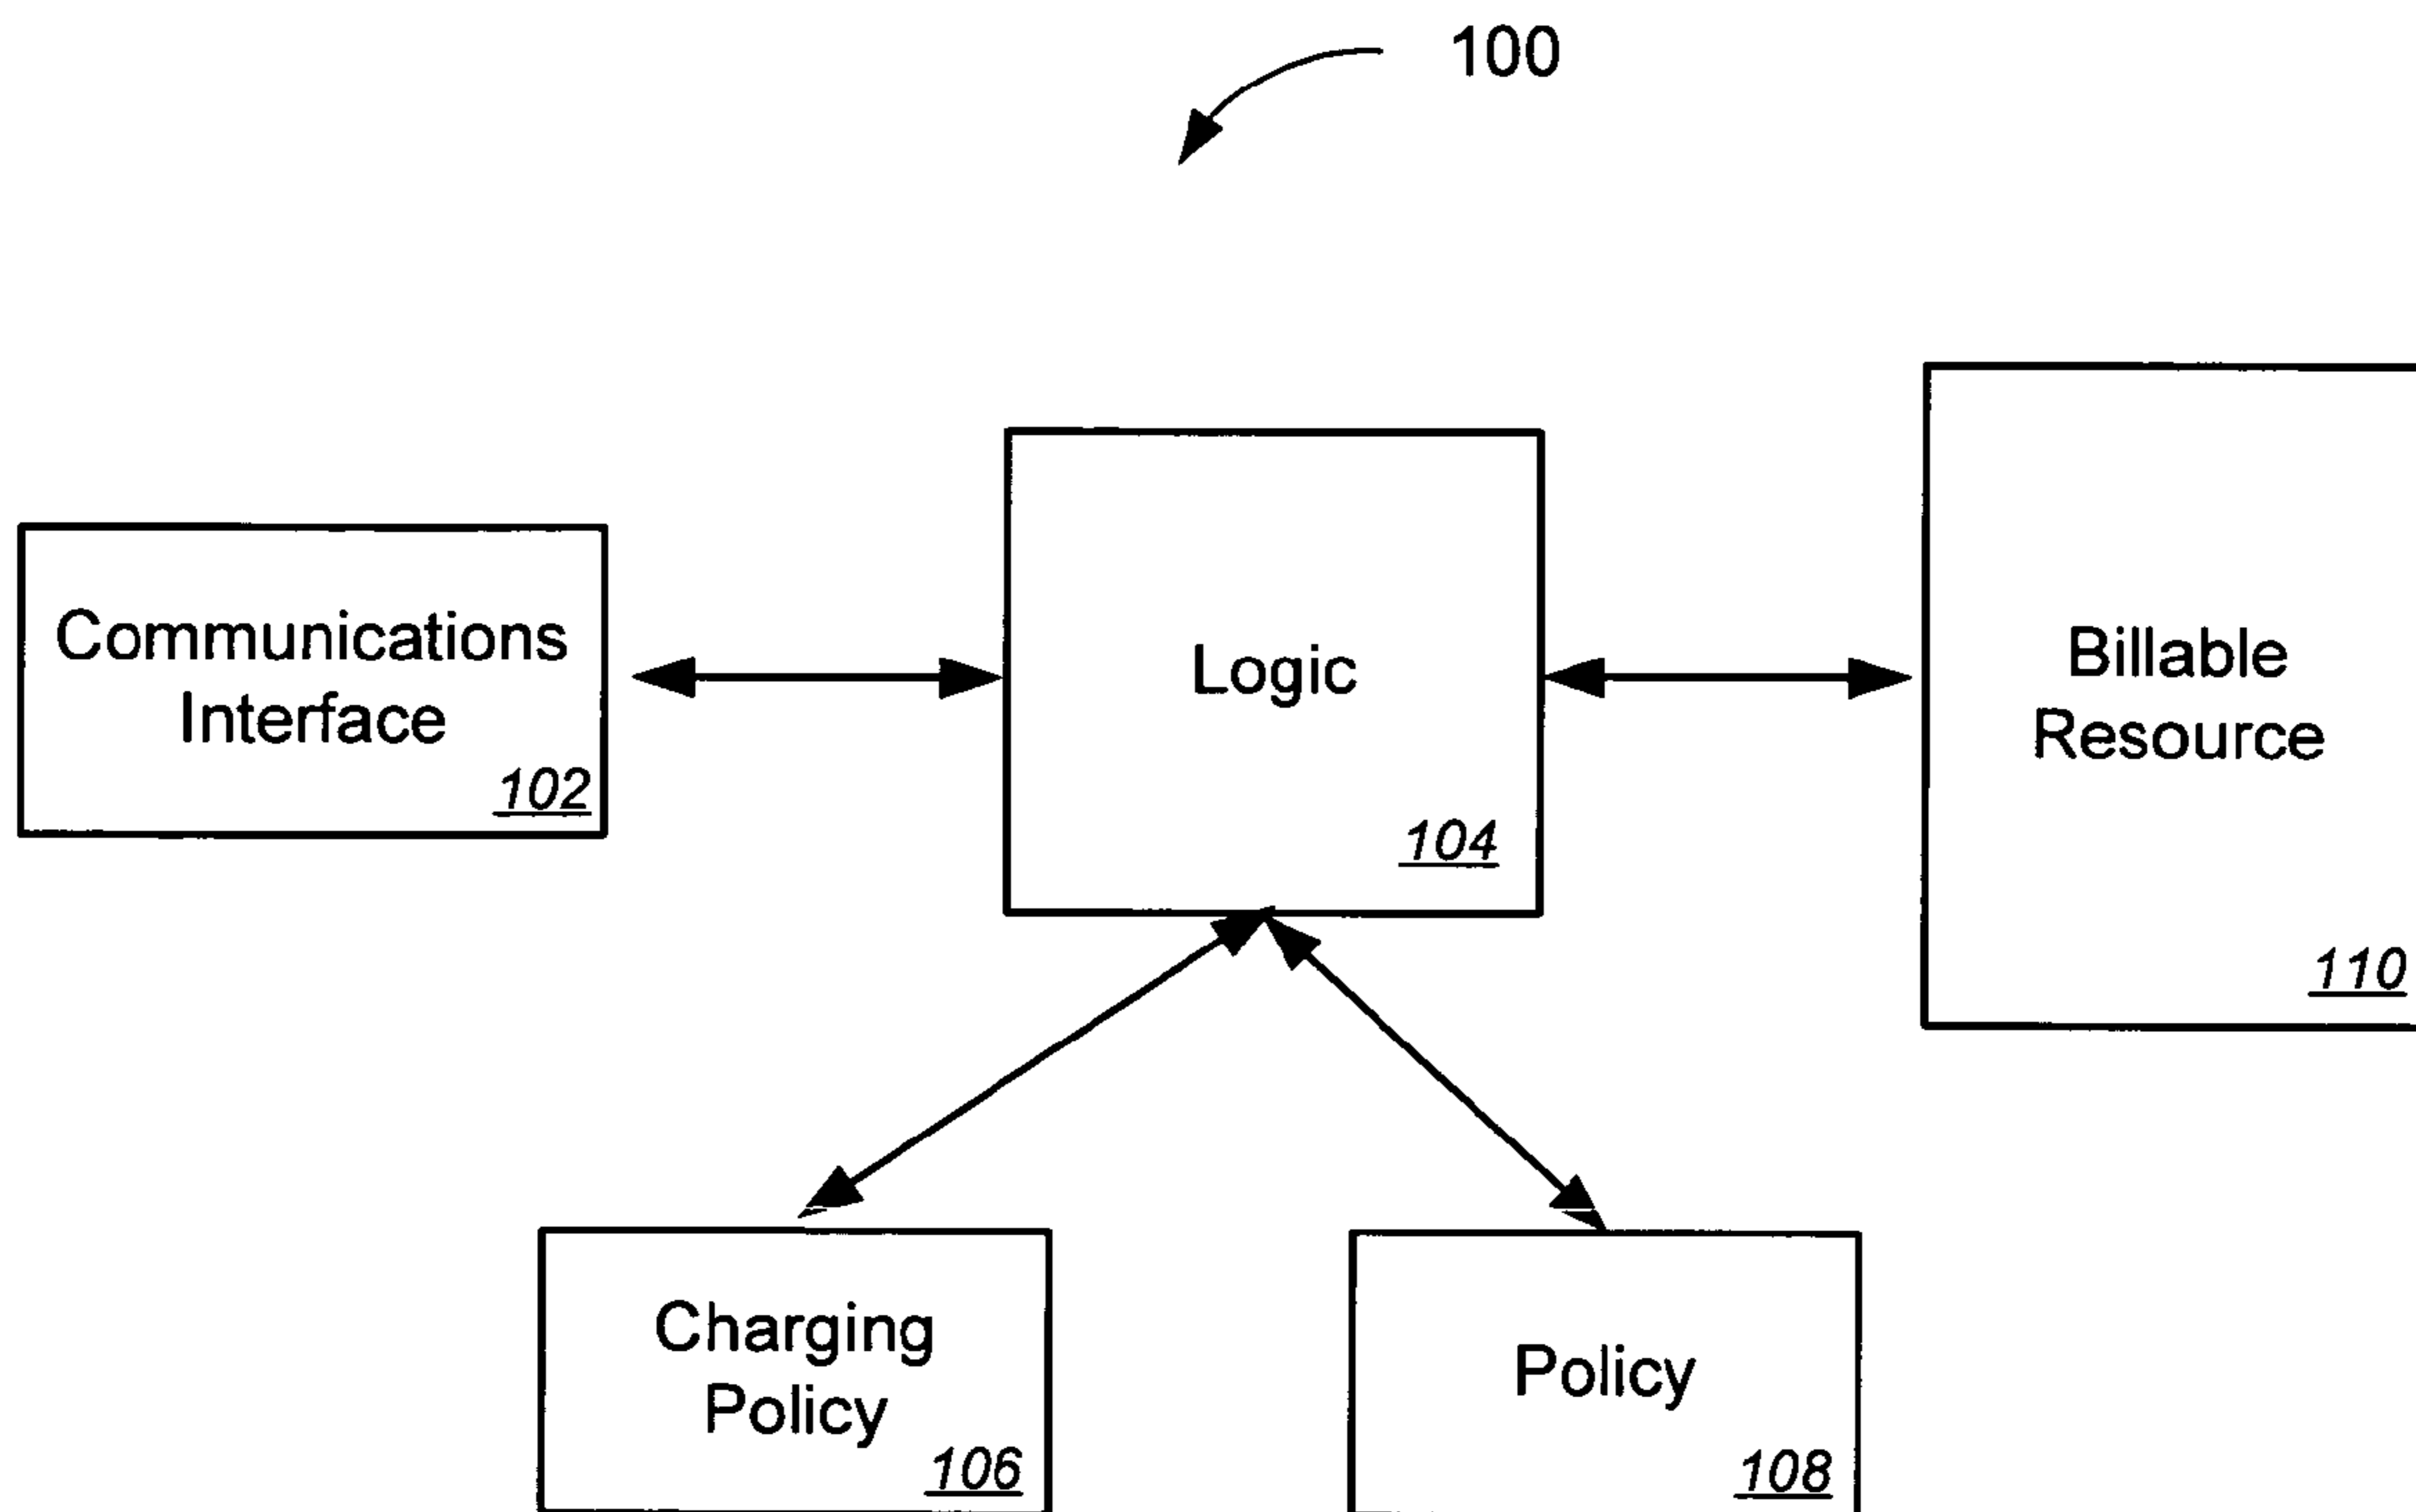 100
Communications
Interface
102
Logic
104
Billable
Resource
110
Charging
Policy
106
Policy
108